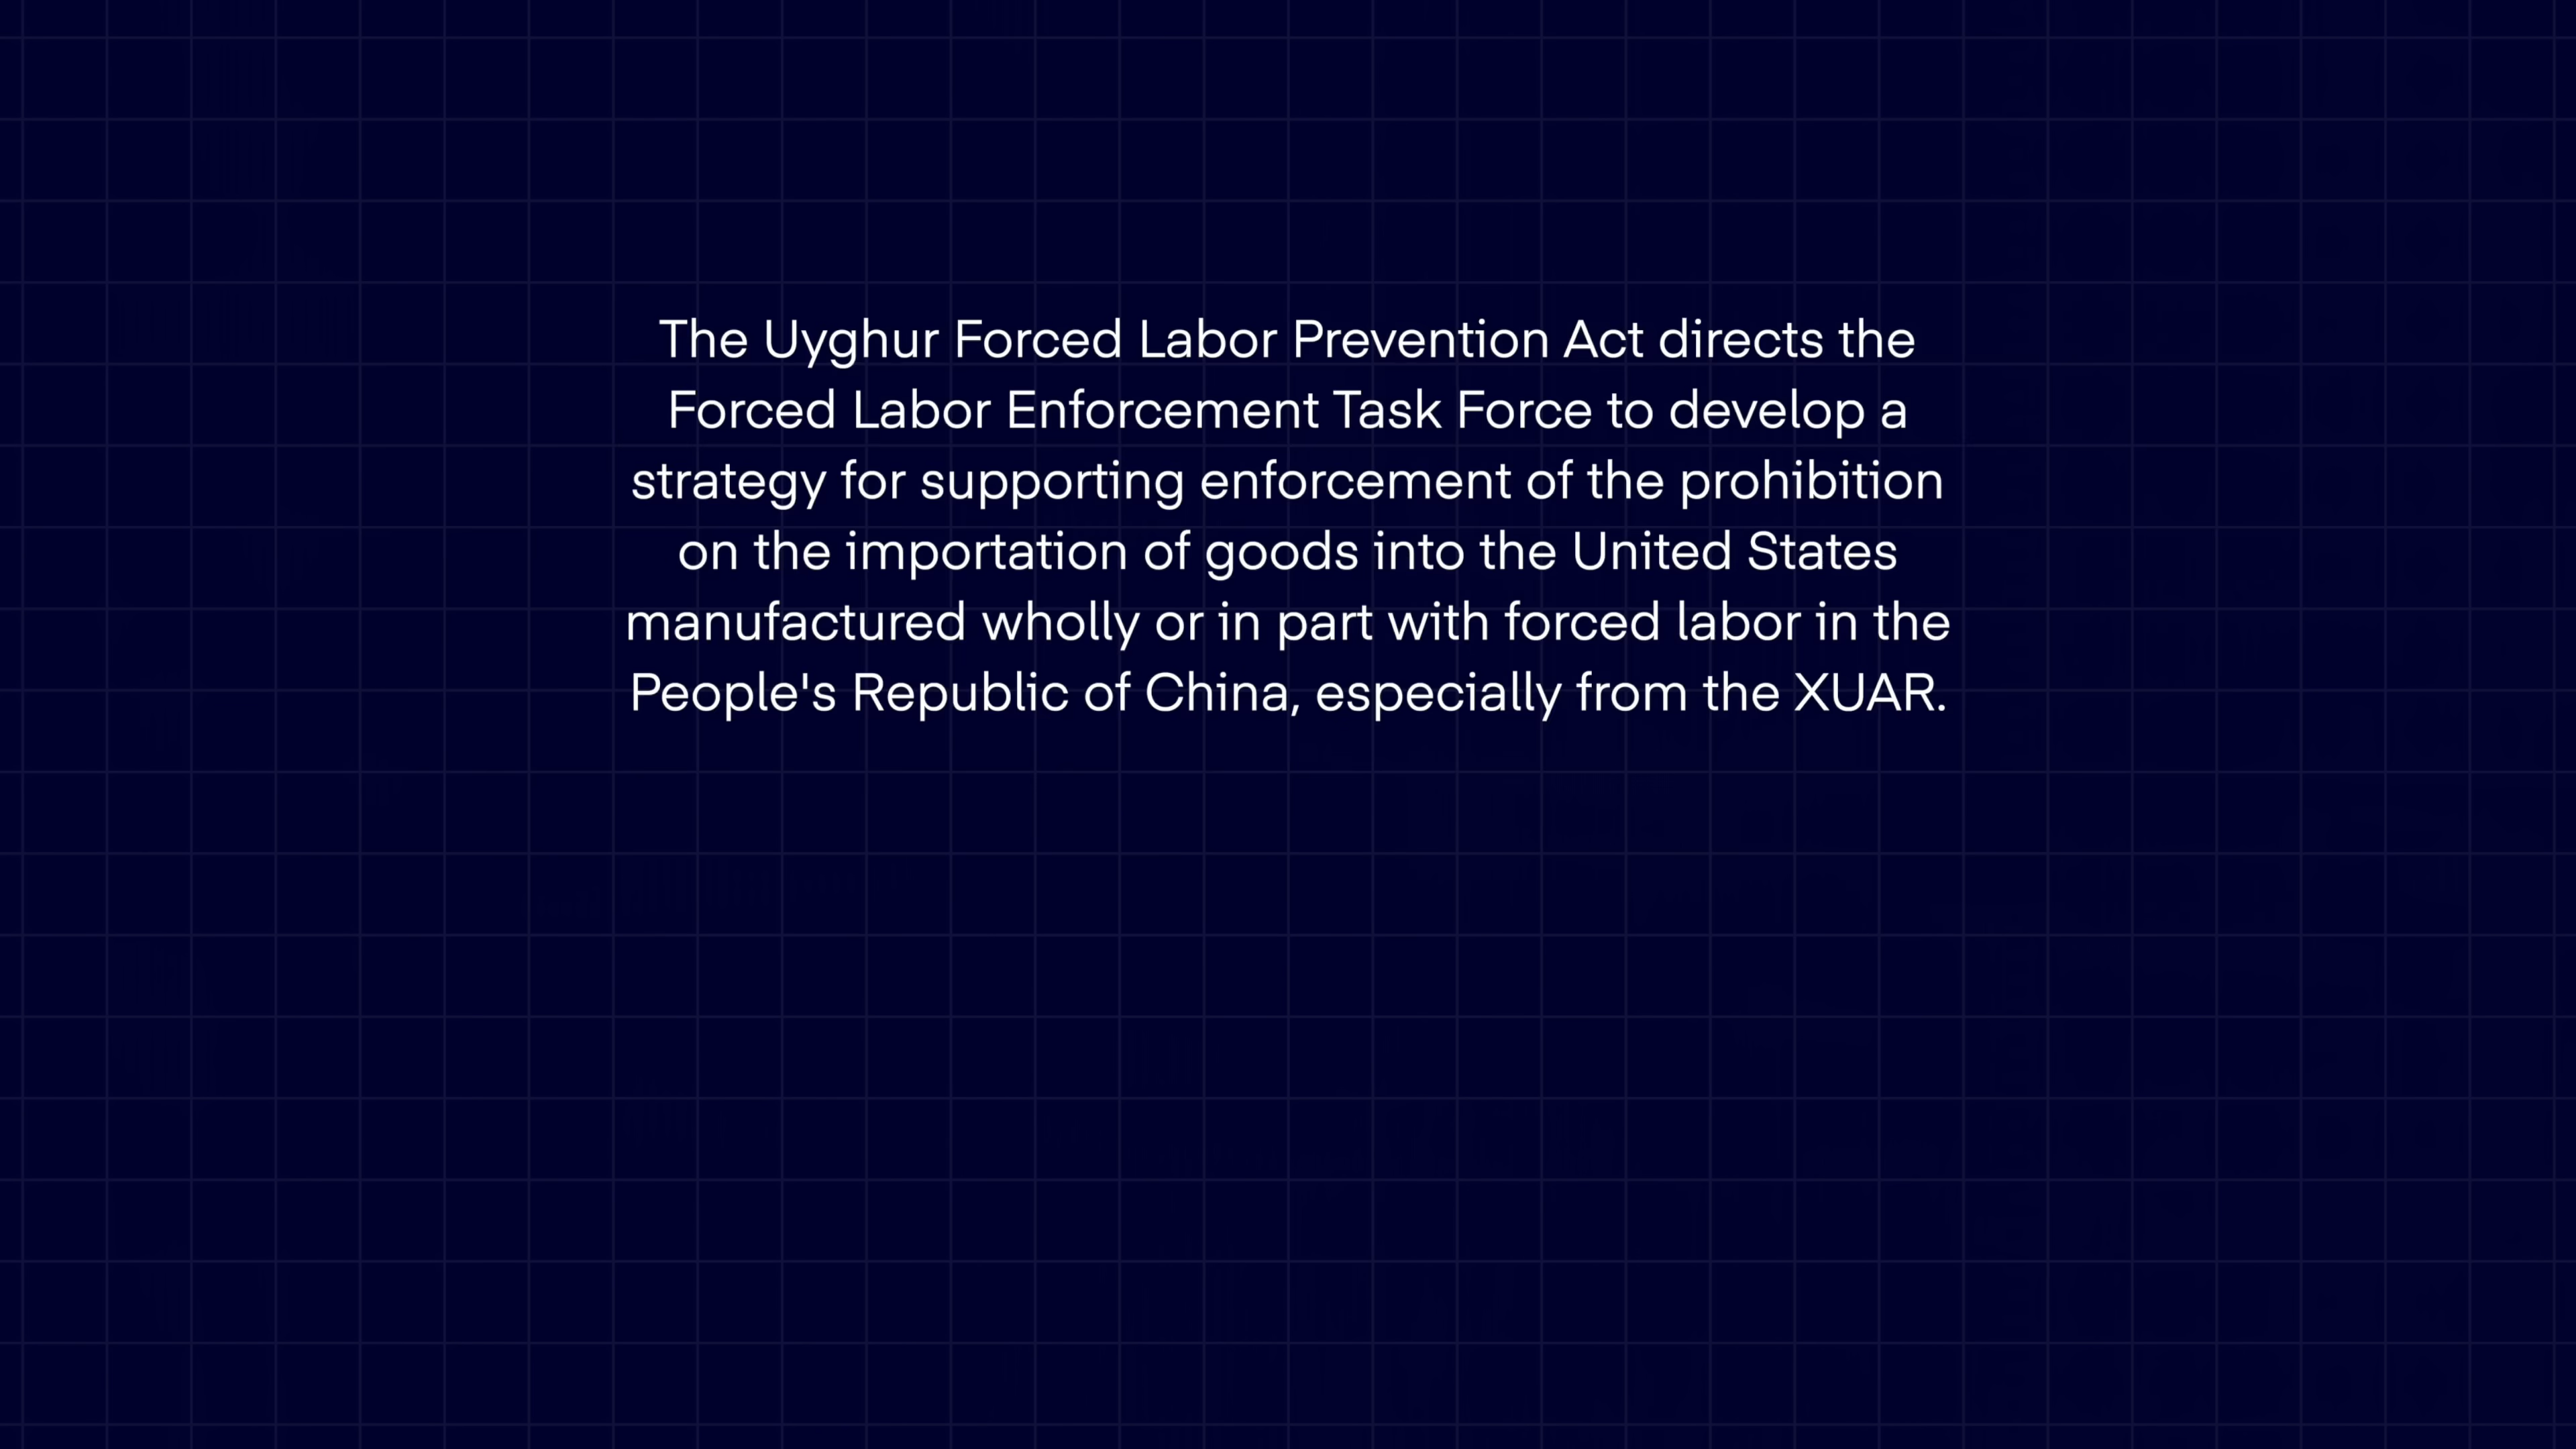 The Uyghur Forced Labor Prevention Act directs the
Forced Labor Enforcement Task Force to develop a
strategy for supporting enforcement of the prohibition
on the importation of goods into the United States
manufactured wholly or in part with forced labor in the
People's Republic of China, especially from the XUAR.